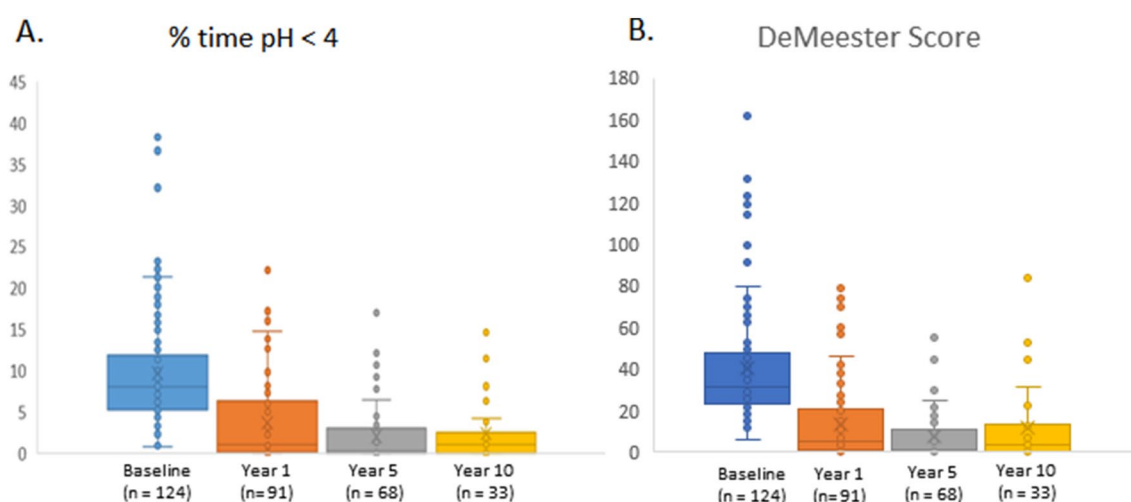 A.
% time pH < 4
45
40
35
30
25
20
15
10
5
0
Baseline
(n = 124)
Year 1
(n= 91)
Year 5
(n = 68)
Year 10
(n = 33)
B.
DeMeester Score
180
160
140
120
100
80
60
40
20
0
Baseline
(n = 124)
Year 1
(n=91)
Year 5
(n = 68)
Year 10
(n = 33)